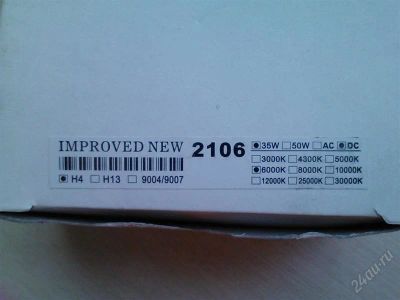 IMPROVED NEW 2106
35W 50W AC DC
3000K 4300K 5000K
6000K 8000K 10000K
12000K 25000K 30000K
H4 H13 9004/9007
24au.ru